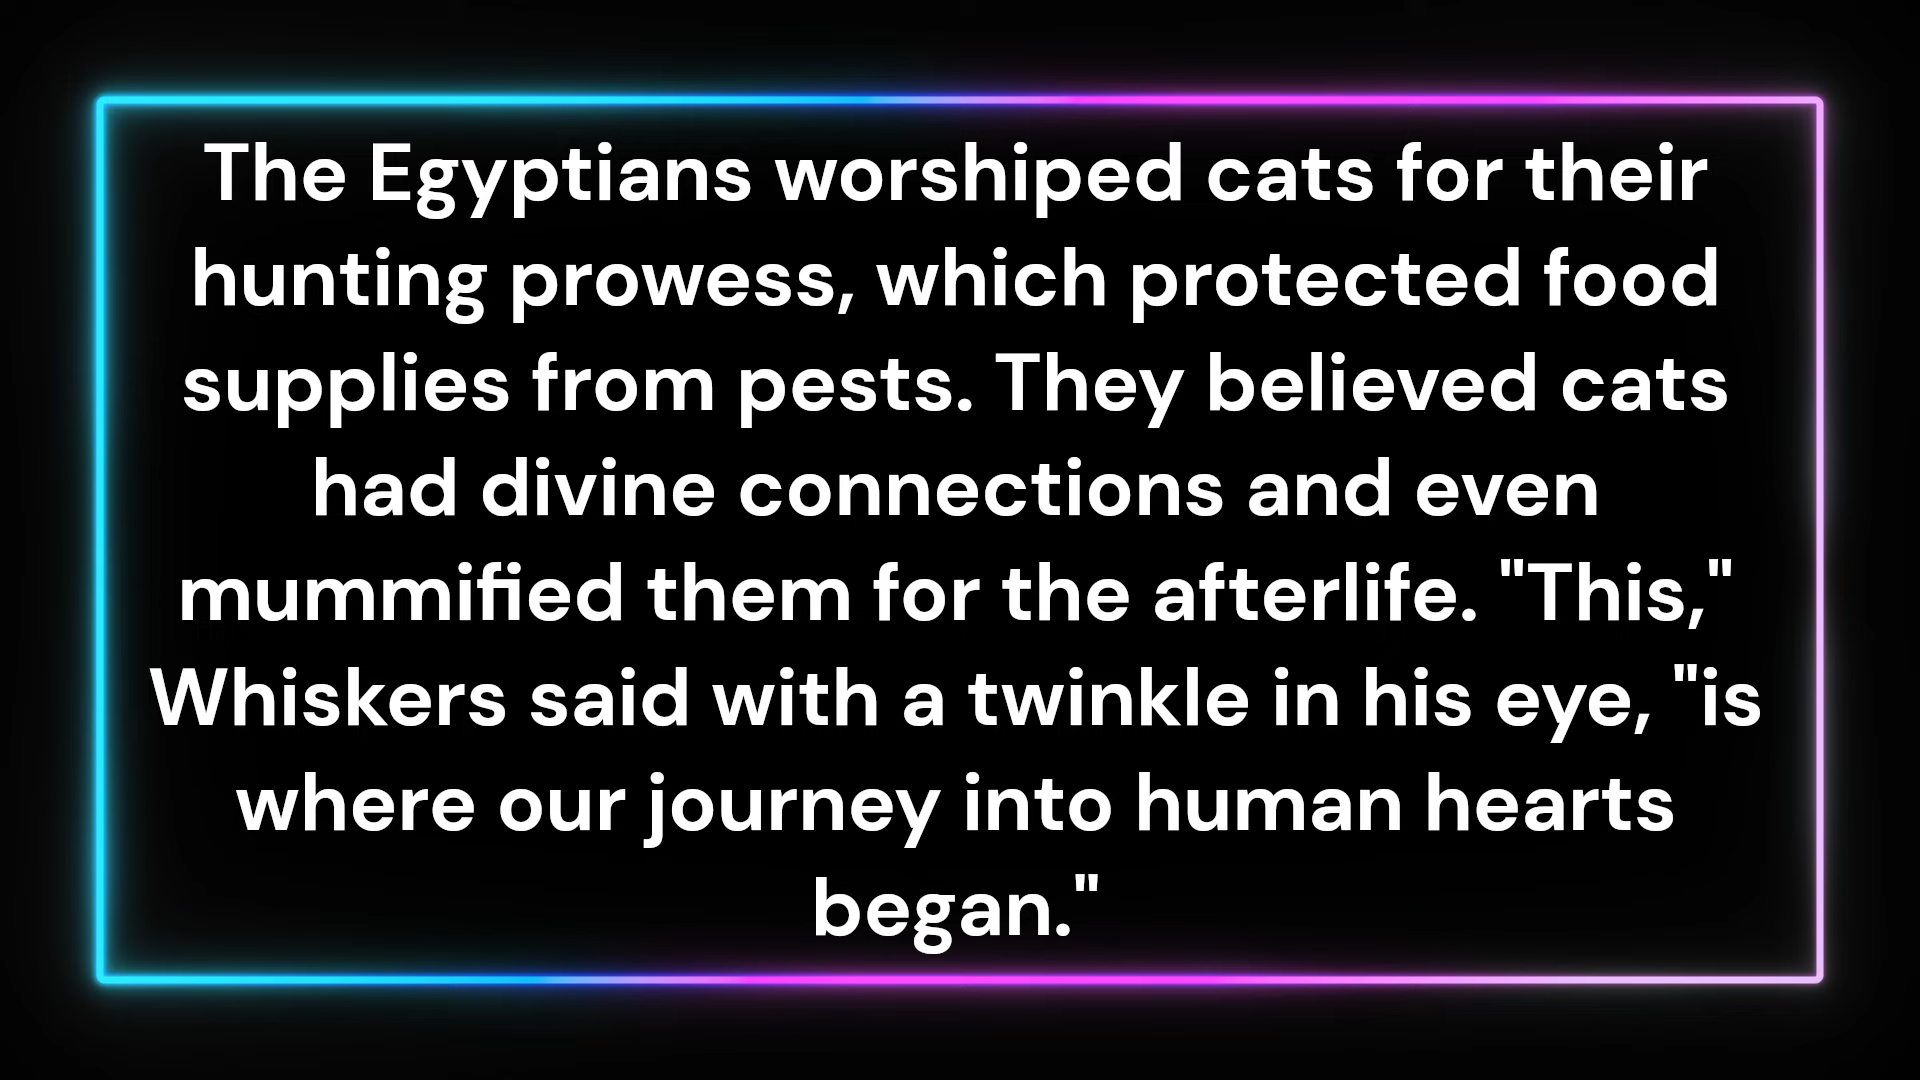 The Egyptians worshiped cats for their
hunting prowess, which protected food
supplies from pests. They believed cats
had divine connections and even
mummified them for the afterlife. "This,"
Whiskers said with a twinkle in his eye, "is
where our journey into human hearts
began."